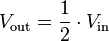 V_out = 1/2 · V_in